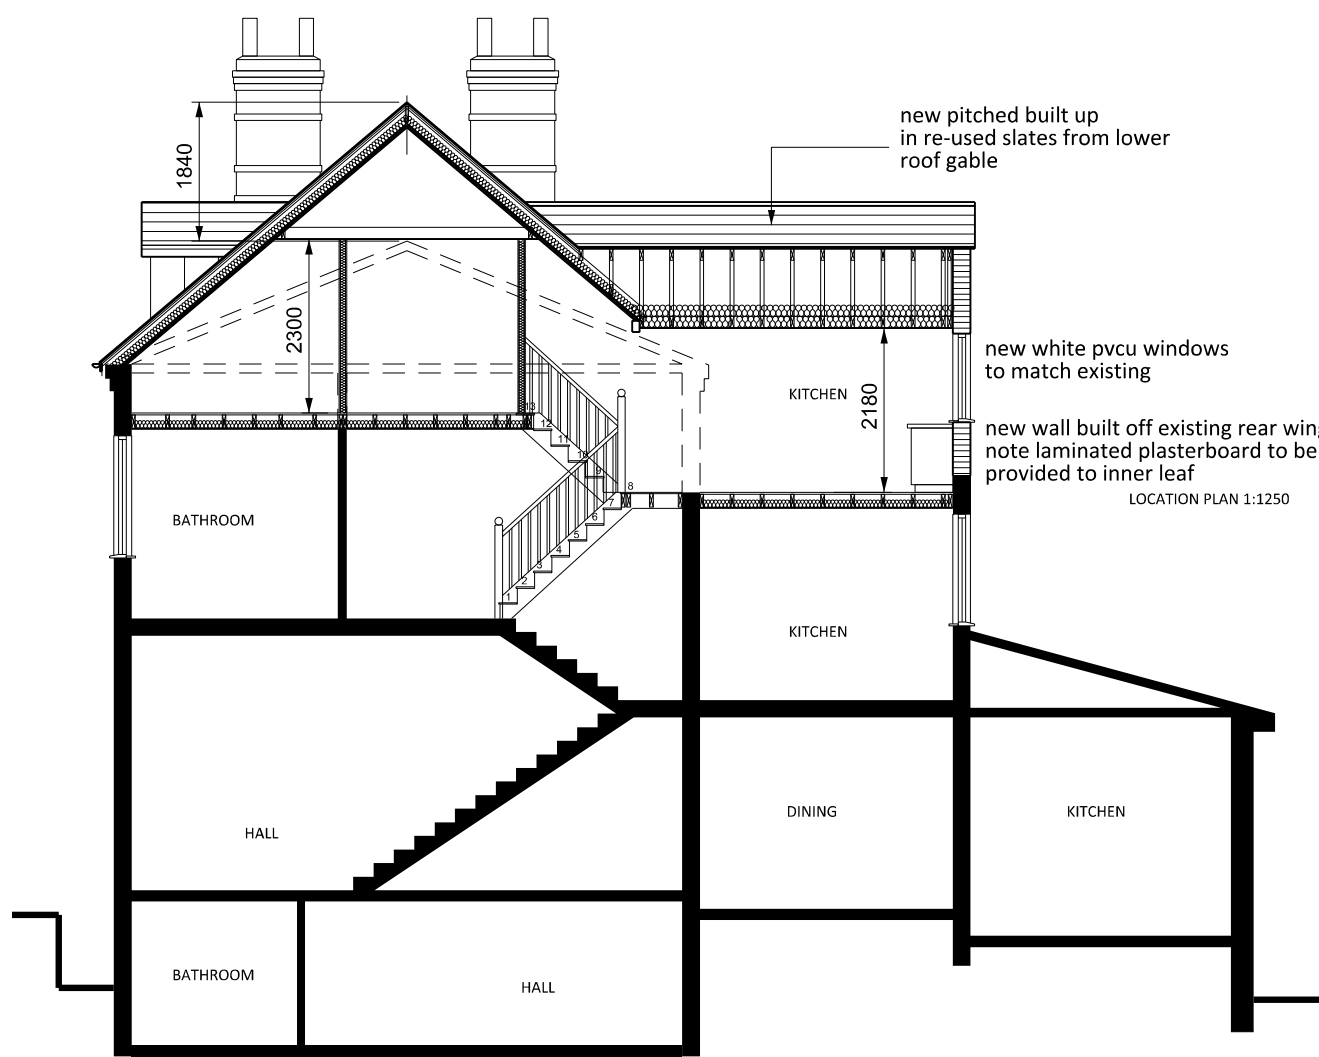 new pitched built up
in re-used slates from lower
roof gable
1840
2300
new white pvcu windows
to match existing
KITCHEN
2180
new wall built off existing rear wing
note laminated plasterboard to be
provided to inner leaf
LOCATION PLAN 1:1250
13
12
11
10
9
8
7
6
5
4
3
2
1
BATHROOM
KITCHEN
HALL
DINING
KITCHEN
BATHROOM
HALL